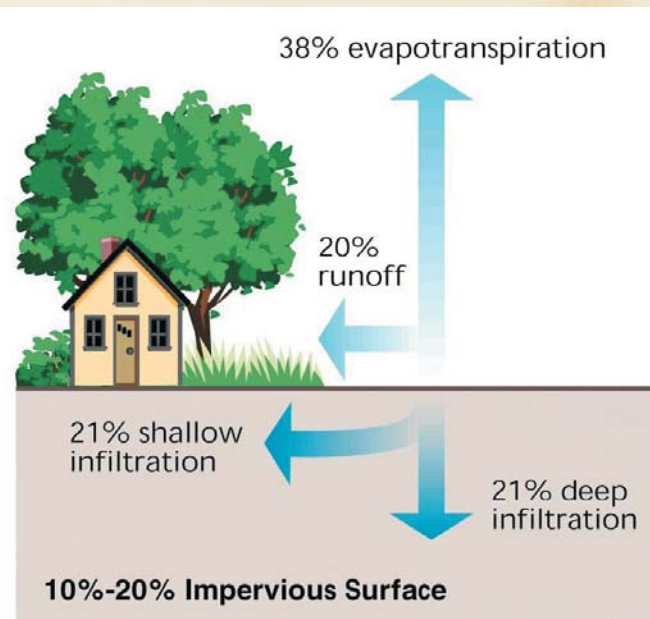 38% evapotranspiration
20%
runoff
21% shallow
infiltration
21% deep
infiltration
10%-20% Impervious Surface